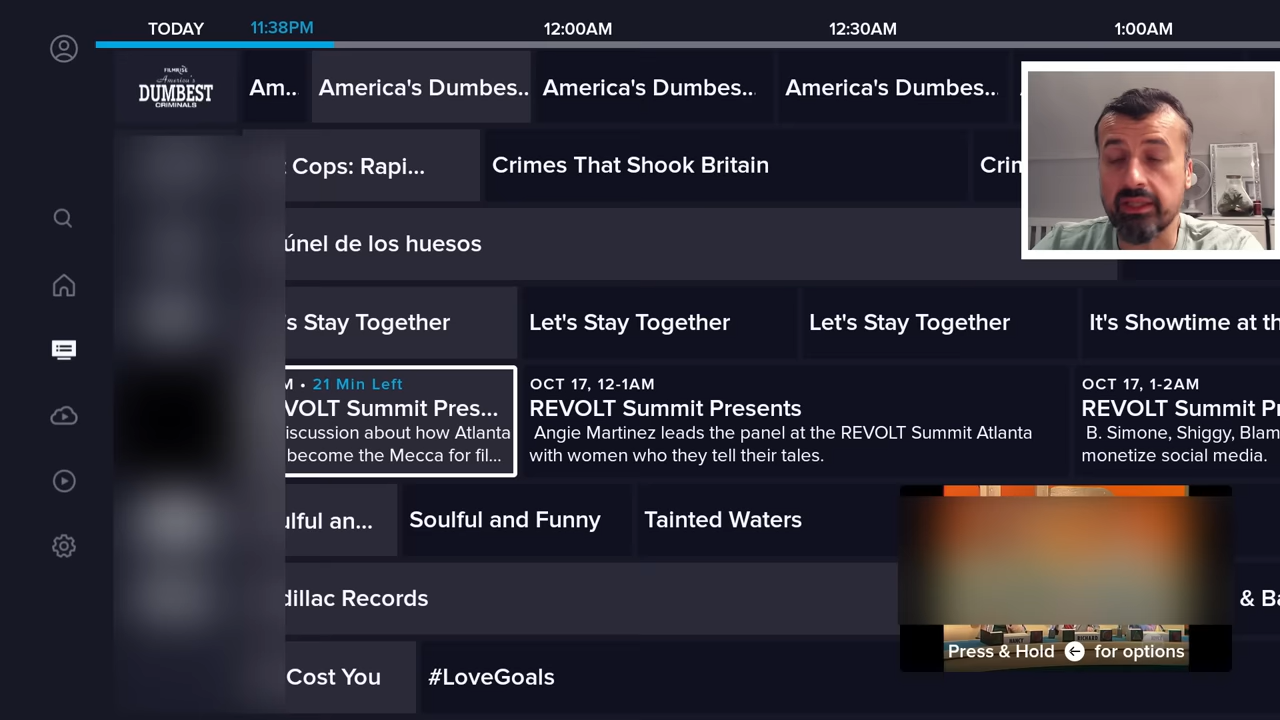 TODAY 11:38PM 12:00AM 12:30AM 1:00AM
FILMRISE
America's
DUMBEST
CRIMINALS
Am.. America's Dumbes.. America's Dumbes... America's Dumbes...
Cops: Rapi... Crimes That Shook Britain Crim
únel de los huesos
's Stay Together Let's Stay Together Let's Stay Together It's Showtime at th
M • 21 Min Left OCT 17, 12-1AM OCT 17, 1-2AM
VOLT Summit Pres... REVOLT Summit Presents REVOLT Summit Pr
iscussion about how Atlanta Angie Martinez leads the panel at the REVOLT Summit Atlanta B. Simone, Shiggy, Blam
become the Mecca for fil... with women who they tell their tales. monetize social media.
ulful an... Soulful and Funny Tainted Waters
dillac Records & Ba
NANCY RICHARD
Press & Hold for options
Cost You #LoveGoals